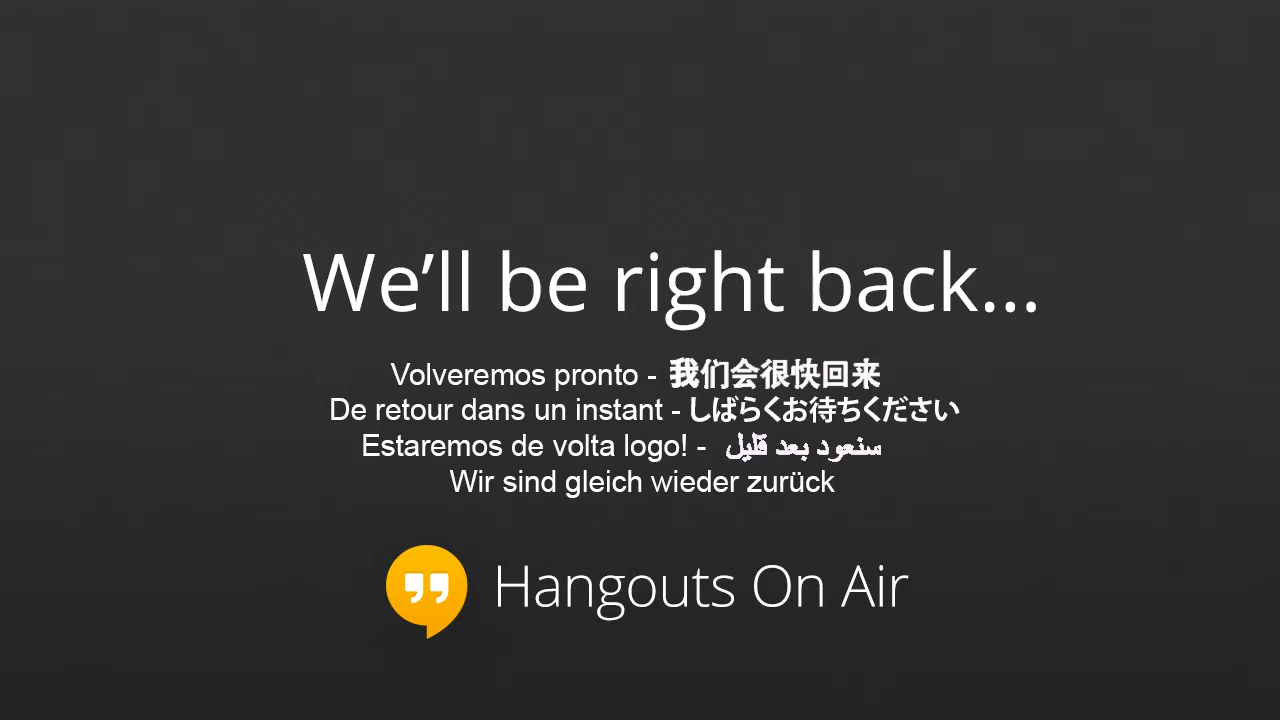 We’ll be right back...
Volveremos pronto - 我们会很快回来
De retour dans un instant - しばらくお待ちください
Estaremos de volta logo! - سنعود بعد قليل
Wir sind gleich wieder zurück
Hangouts On Air